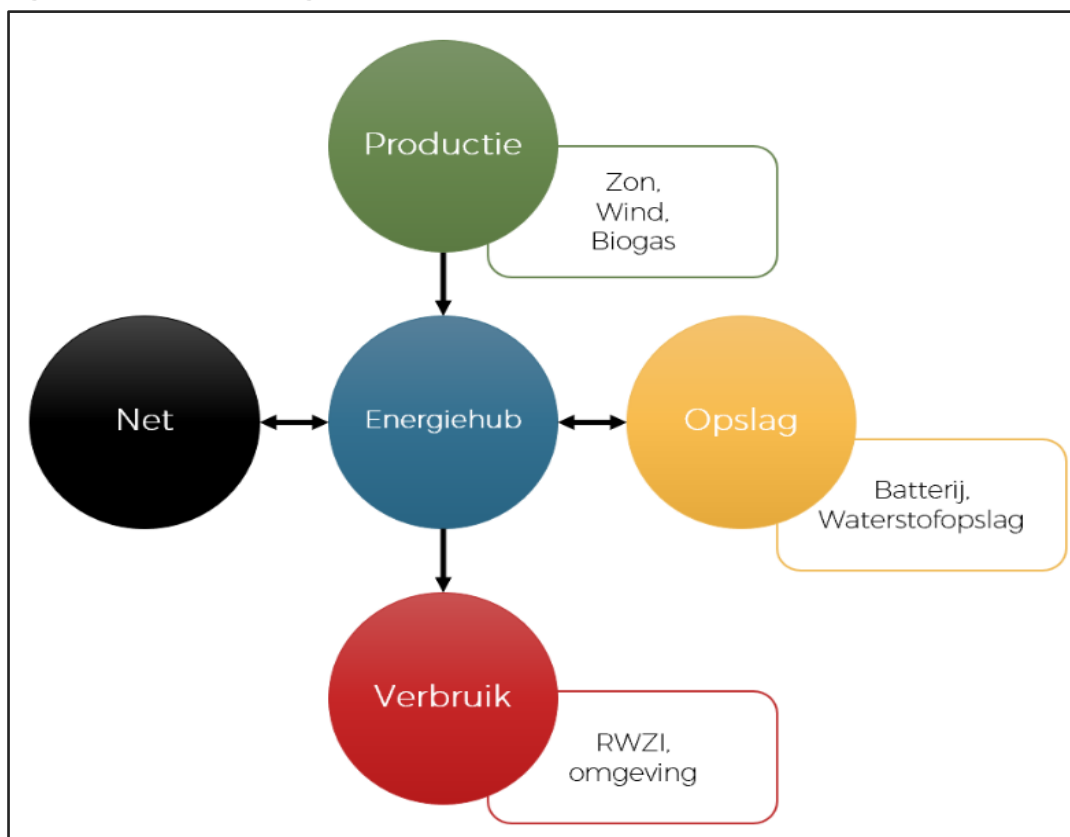 Productie
Zon,
Wind,
Biogas
Net
Energiehub
Opslag
Batterij,
Waterstofopslag
Verbruik
RWZI,
omgeving